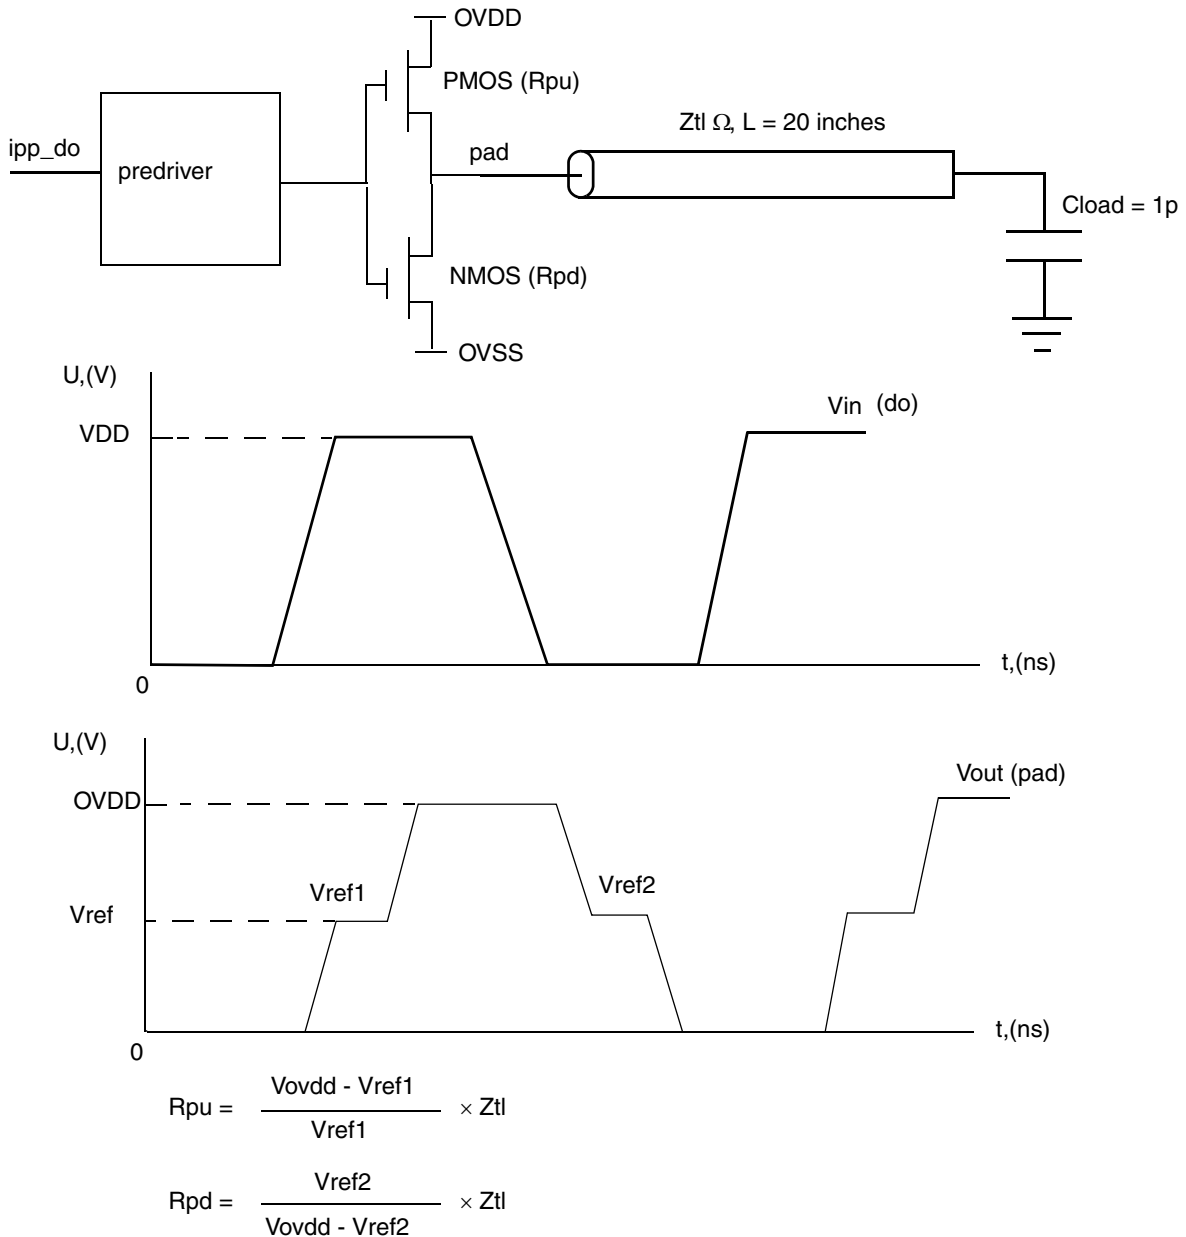 OVDD
PMOS (Rpu)
Ztl Ω, L = 20 inches
ipp_do
predriver
pad
Cload = 1p
NMOS (Rpd)
OVSS
U,(V)
Vin (do)
VDD
t,(ns)
0
U,(V)
Vout (pad)
OVDD
Vref1
Vref2
Vref
t,(ns)
0
Vovdd - Vref1
Rpu = × Ztl
Vref1
Vref2
Rpd = × Ztl
Vovdd - Vref2